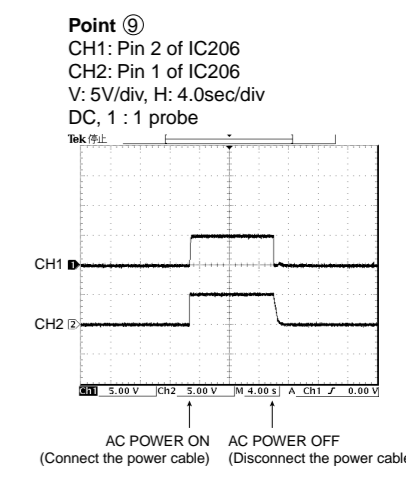 Point ⑨
CH1: Pin 2 of IC206
CH2: Pin 1 of IC206
V: 5V/div, H: 4.0sec/div
DC, 1 : 1 probe
Tek 停止
CH1 1
CH2 2
Ch1 5.00 V Ch2 5.00 V M 4.00 s A Ch1 0.00 V
AC POWER ON AC POWER OFF
(Connect the power cable) (Disconnect the power cable